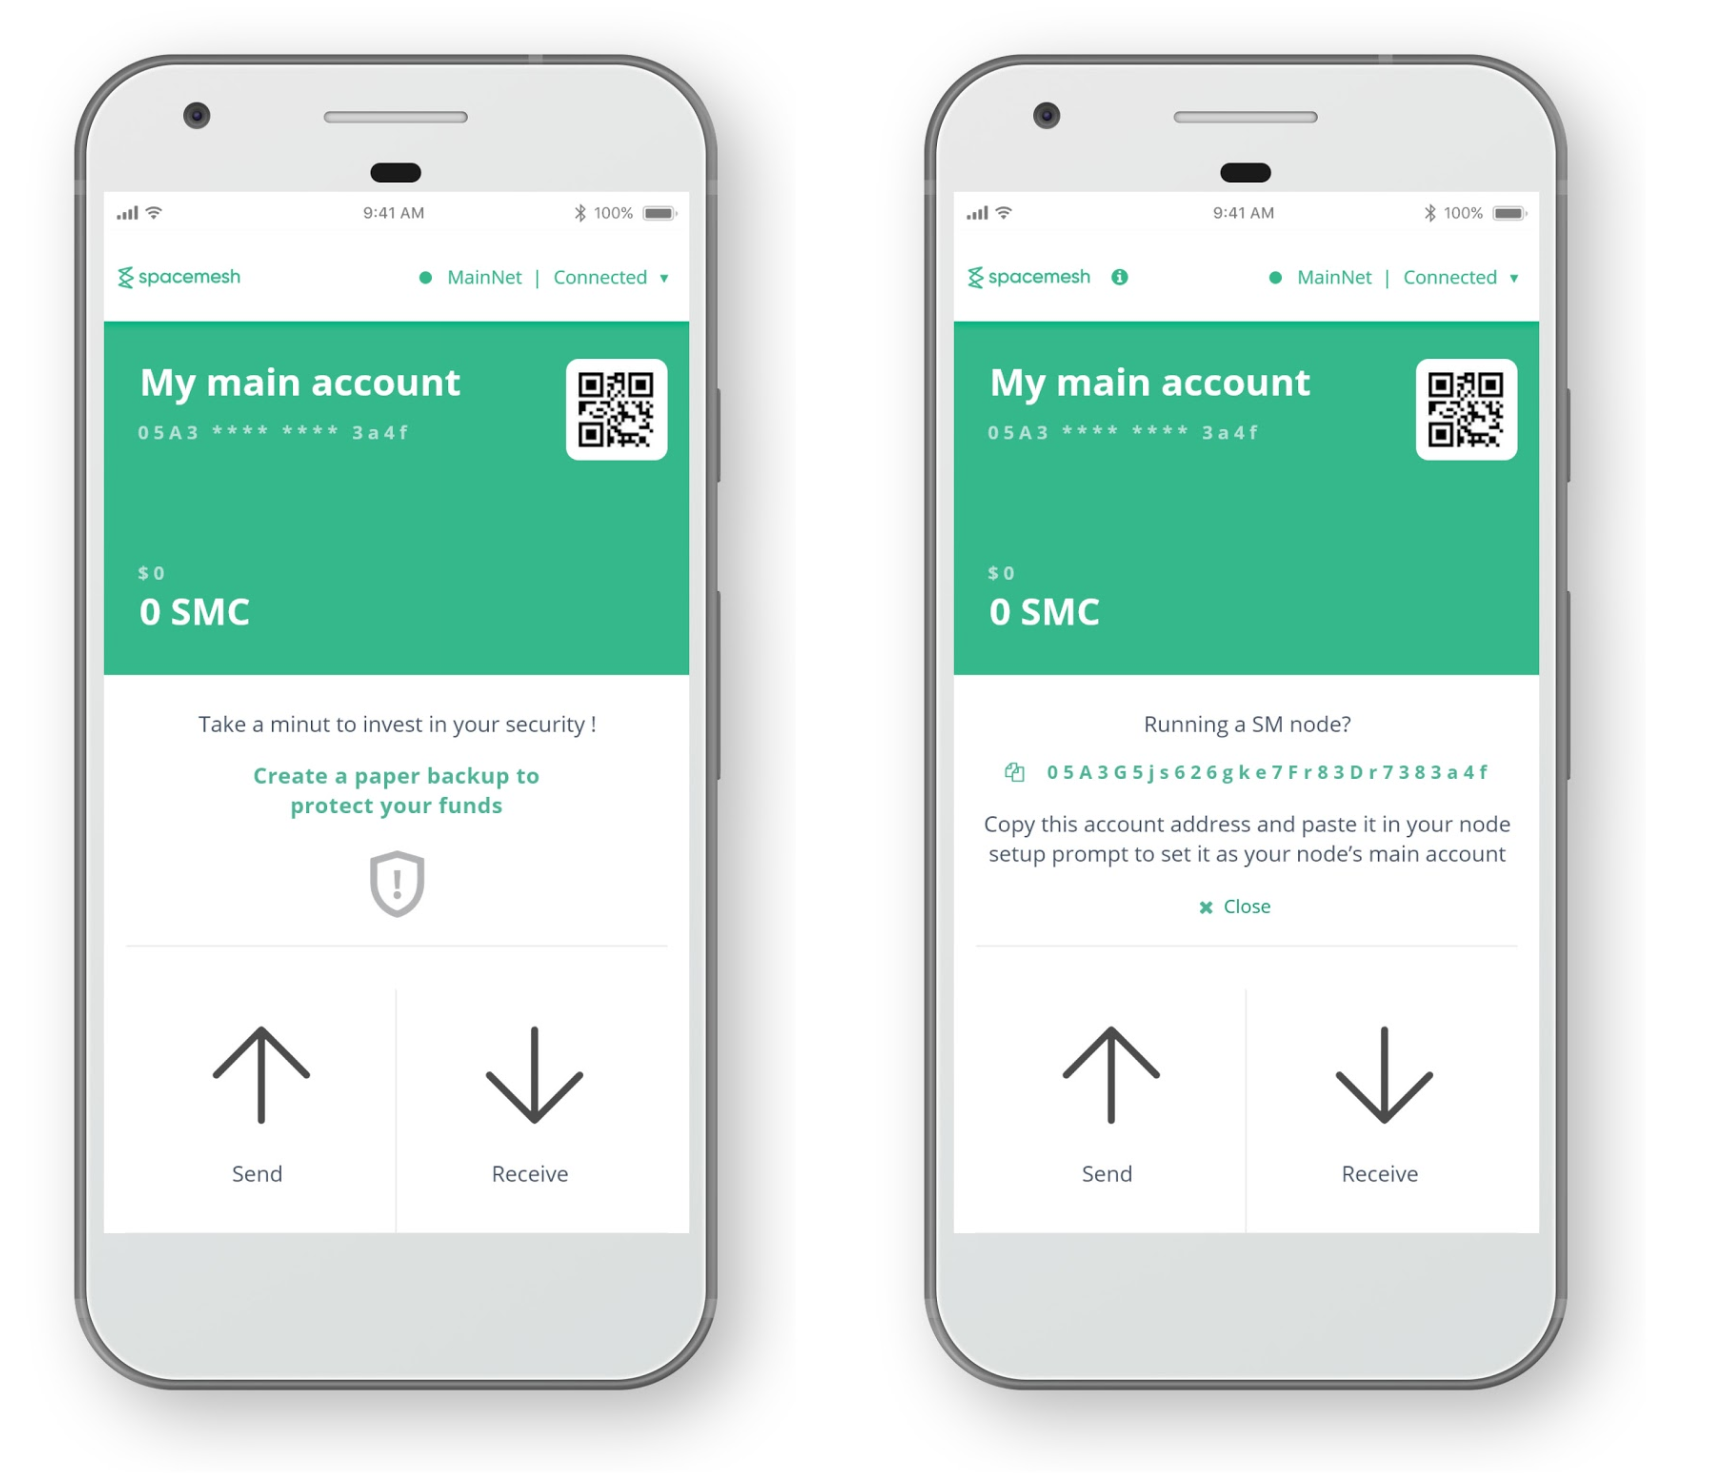 9:41 AM
100%
spacemesh
MainNet | Connected ▾
My main account
05A3 **** **** 3a4f
$0
0 SMC
Take a minut to invest in your security !
Create a paper backup to
protect your funds
Send
Receive
9:41 AM
100%
spacemesh
MainNet | Connected ▾
My main account
05A3 **** **** 3a4f
$0
0 SMC
Running a SM node?
05A3G5js626gke7Fr83Dr7383a4f
Copy this account address and paste it in your node
setup prompt to set it as your node’s main account
✖ Close
Send
Receive